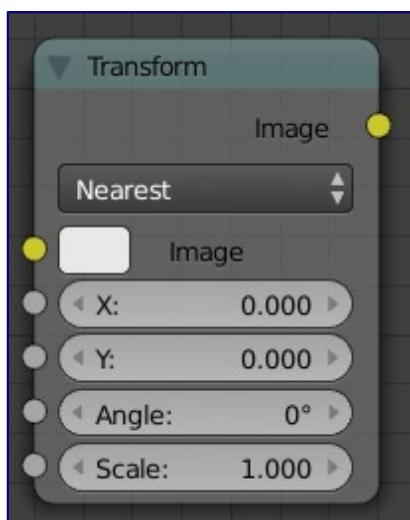 Transform
Image
Nearest
Image
X: 0.000
Y: 0.000
Angle: 0°
Scale: 1.000